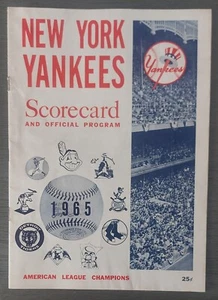 NEW YORK
YANKEES
Yankees
Scorecard
AND OFFICIAL PROGRAM
1965
AMERICAN LEAGUE CHAMPIONS
25¢